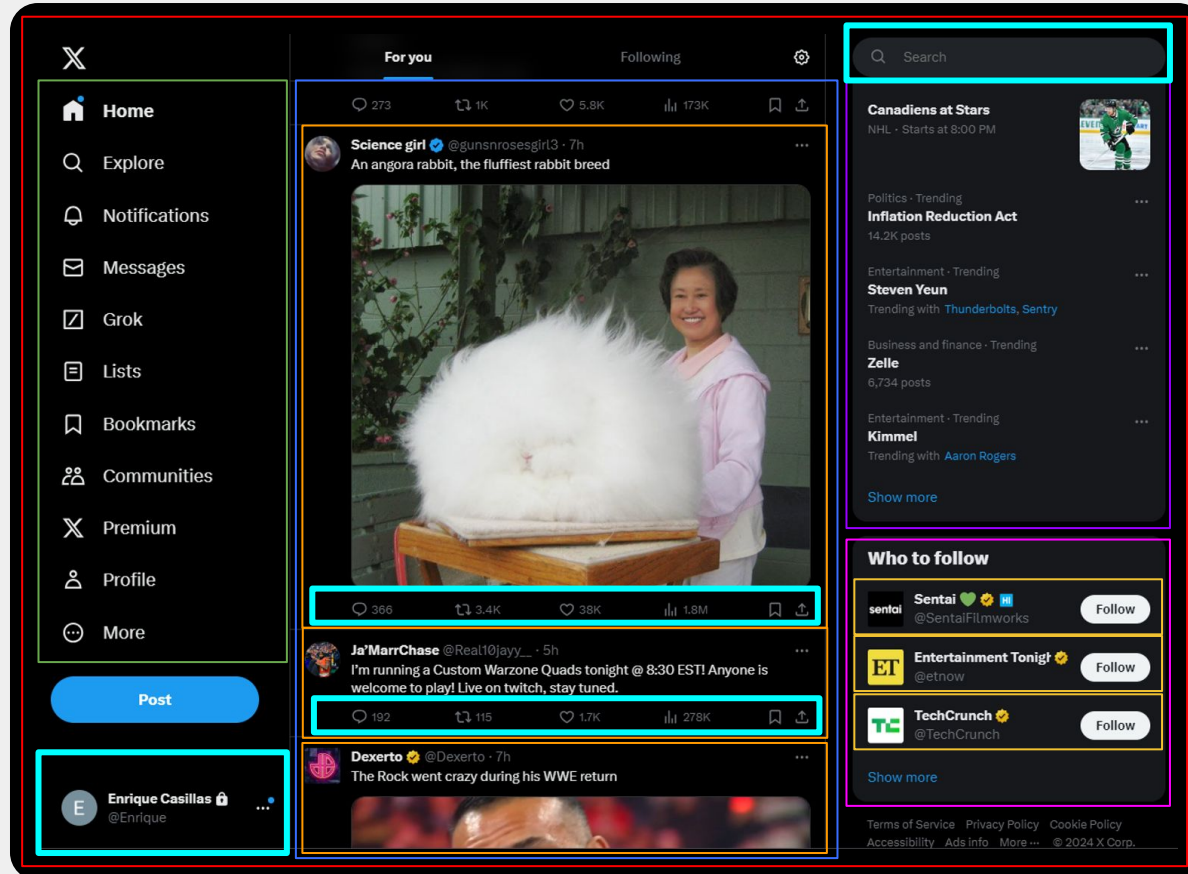 Home
Explore
Notifications
Messages
Grok
Lists
Bookmarks
Communities
Premium
Profile
More
Post
E
Enrique Casillas
@Enrique
For you
Following
273 1K 5.8K 173K
Science girl @gunsnrosesgirl3 · 7h
An angora rabbit, the fluffiest rabbit breed
366 3.4K 38K 1.8M
Ja'MarrChase @Real10jayy__ · 5h
I'm running a Custom Warzone Quads tonight @ 8:30 EST! Anyone is
welcome to play! Live on twitch, stay tuned.
192 115 1.7K 278K
Dexerto @Dexerto · 7h
The Rock went crazy during his WWE return
Search
Canadiens at Stars
NHL · Starts at 8:00 PM
Politics · Trending
Inflation Reduction Act
14.2K posts
Entertainment · Trending
Steven Yeun
Trending with Thunderbolts, Sentry
Business and finance · Trending
Zelle
6,734 posts
Entertainment · Trending
Kimmel
Trending with Aaron Rogers
Show more
Who to follow
sentai
Sentai 💚 HI
@SentaiFilmworks
Follow
ET
Entertainment Tonight
@etnow
Follow
TC
TechCrunch
@TechCrunch
Follow
Show more
Terms of Service Privacy Policy Cookie Policy
Accessibility Ads info More ··· © 2024 X Corp.